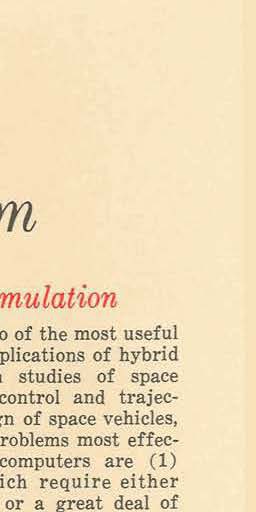 m
mulation
o of the most useful
plications of hybrid
studies of space
control and trajec-
gn of space vehicles,
roblems most effec-
computers are (1)
ich require either
or a great deal of